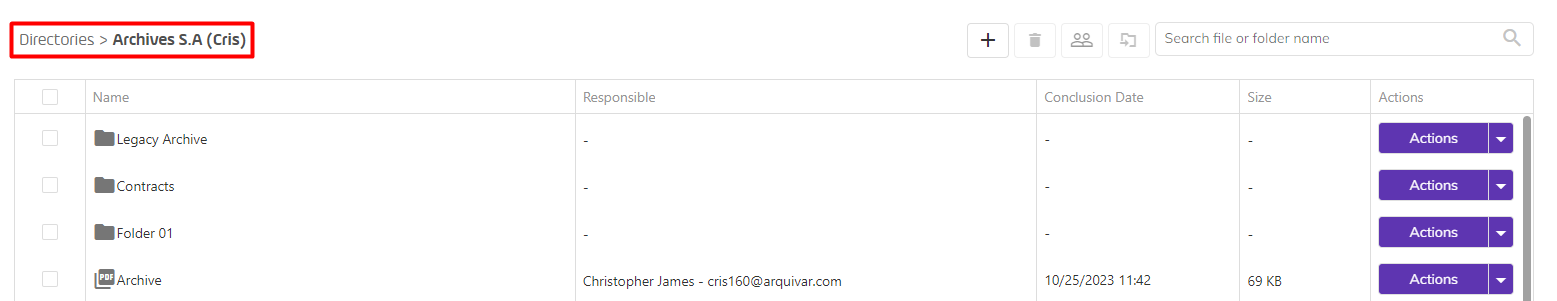 Directories > Archives S.A (Cris)
Search file or folder name
Name Responsible Conclusion Date Size Actions
Legacy Archive - - - Actions
Contracts - - - Actions
Folder 01 - - - Actions
PDF Archive Christopher James - cris160@arquivar.com 10/25/2023 11:42 69 KB Actions